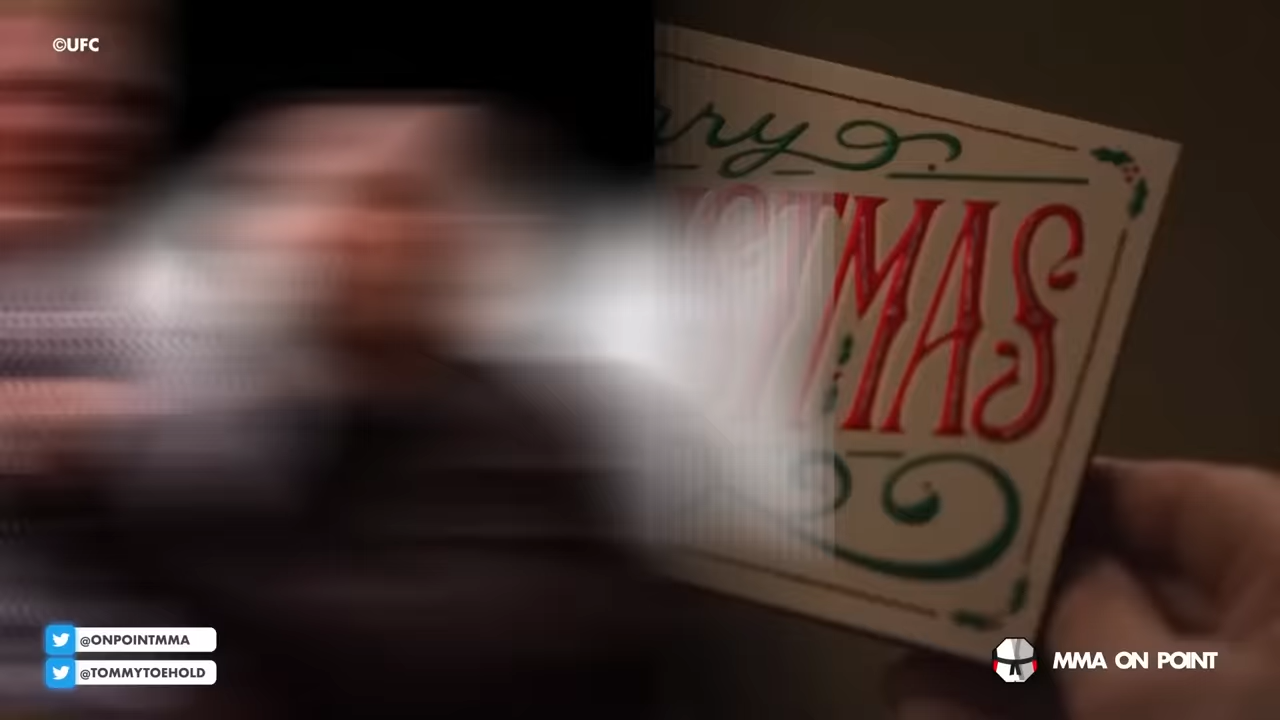 ©UFC
MAS
@ONPOINTMMA
@TOMMYTOEHOLD
MMA ON POINT